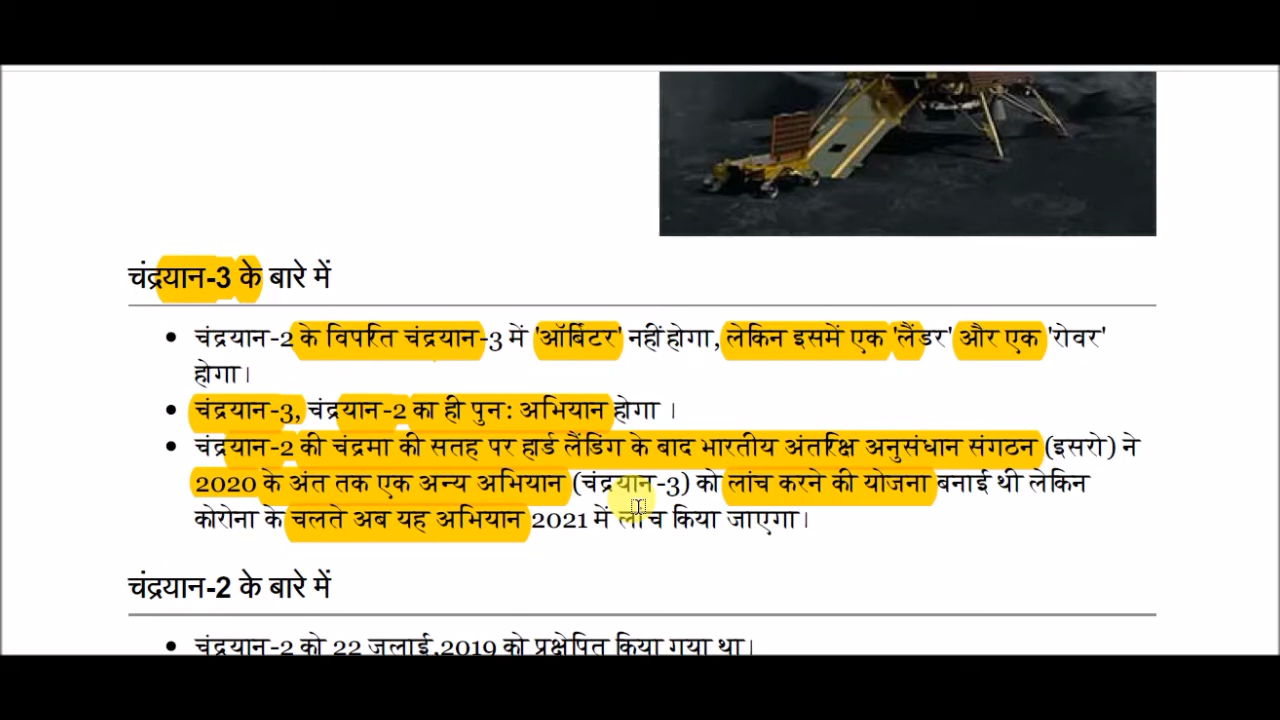 चंद्रयान-3 के बारे में
चंद्रयान-2 के विपरित चंद्रयान-3 में 'ऑर्बिटर' नहीं होगा, लेकिन इसमें एक 'लैंडर' और एक 'रोवर'
होगा।
चंद्रयान-3, चंद्रयान-2 का ही पुन: अभियान होगा ।
चंद्रयान-2 की चंद्रमा की सतह पर हार्ड लैंडिंग के बाद भारतीय अंतरिक्ष अनुसंधान संगठन (इसरो) ने
2020 के अंत तक एक अन्य अभियान (चंद्रयान-3) को लांच करने की योजना बनाई थी लेकिन
कोरोना के चलते अब यह अभियान 2021 में लांच किया जाएगा।
चंद्रयान-2 के बारे में
चंद्रयान-2 को 22 जुलाई,2019 को प्रक्षेपित किया गया था।